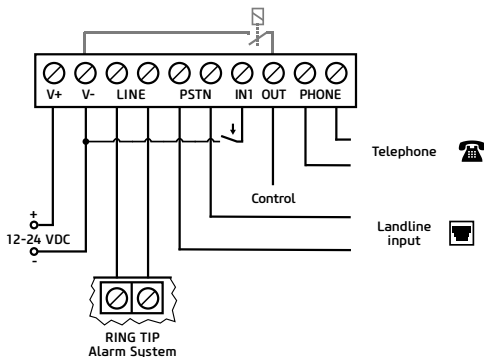 V+ V- LINE PSTN IN1 OUT PHONE
Telephone
Control
Landline
input
+
12-24 VDC
-
RING TIP
Alarm System